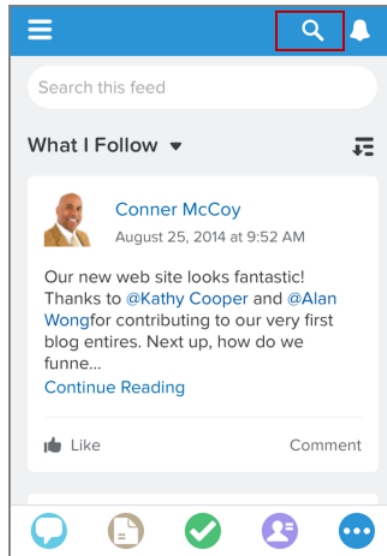 Search this feed
What I Follow
Conner McCoy
August 25, 2014 at 9:52 AM
Our new web site looks fantastic!
Thanks to @Kathy Cooper and @Alan
Wongfor contributing to our very first
blog entires. Next up, how do we
funne...
Continue Reading
Like
Comment